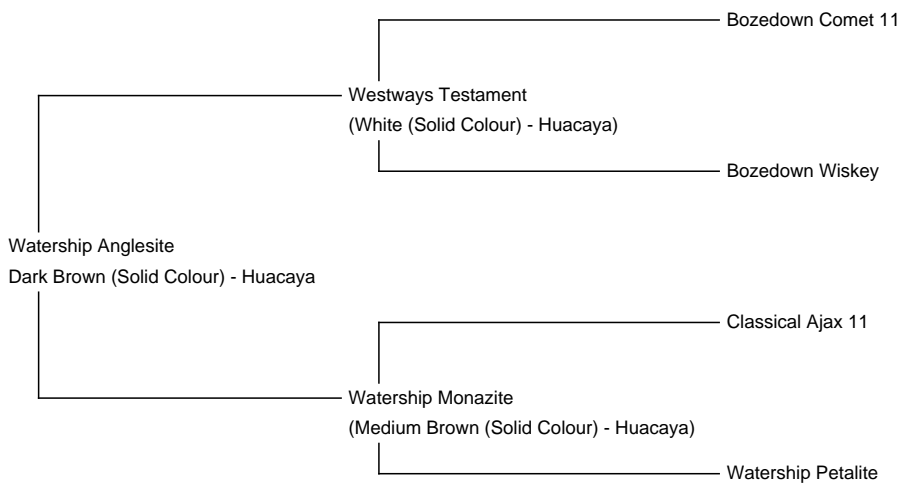 Bozedown Comet 11
Westways Testament
(White (Solid Colour) - Huacaya)
Bozedown Wiskey
Watership Anglesite
Dark Brown (Solid Colour) - Huacaya
Classical Ajax 11
Watership Monazite
(Medium Brown (Solid Colour) - Huacaya)
Watership Petalite